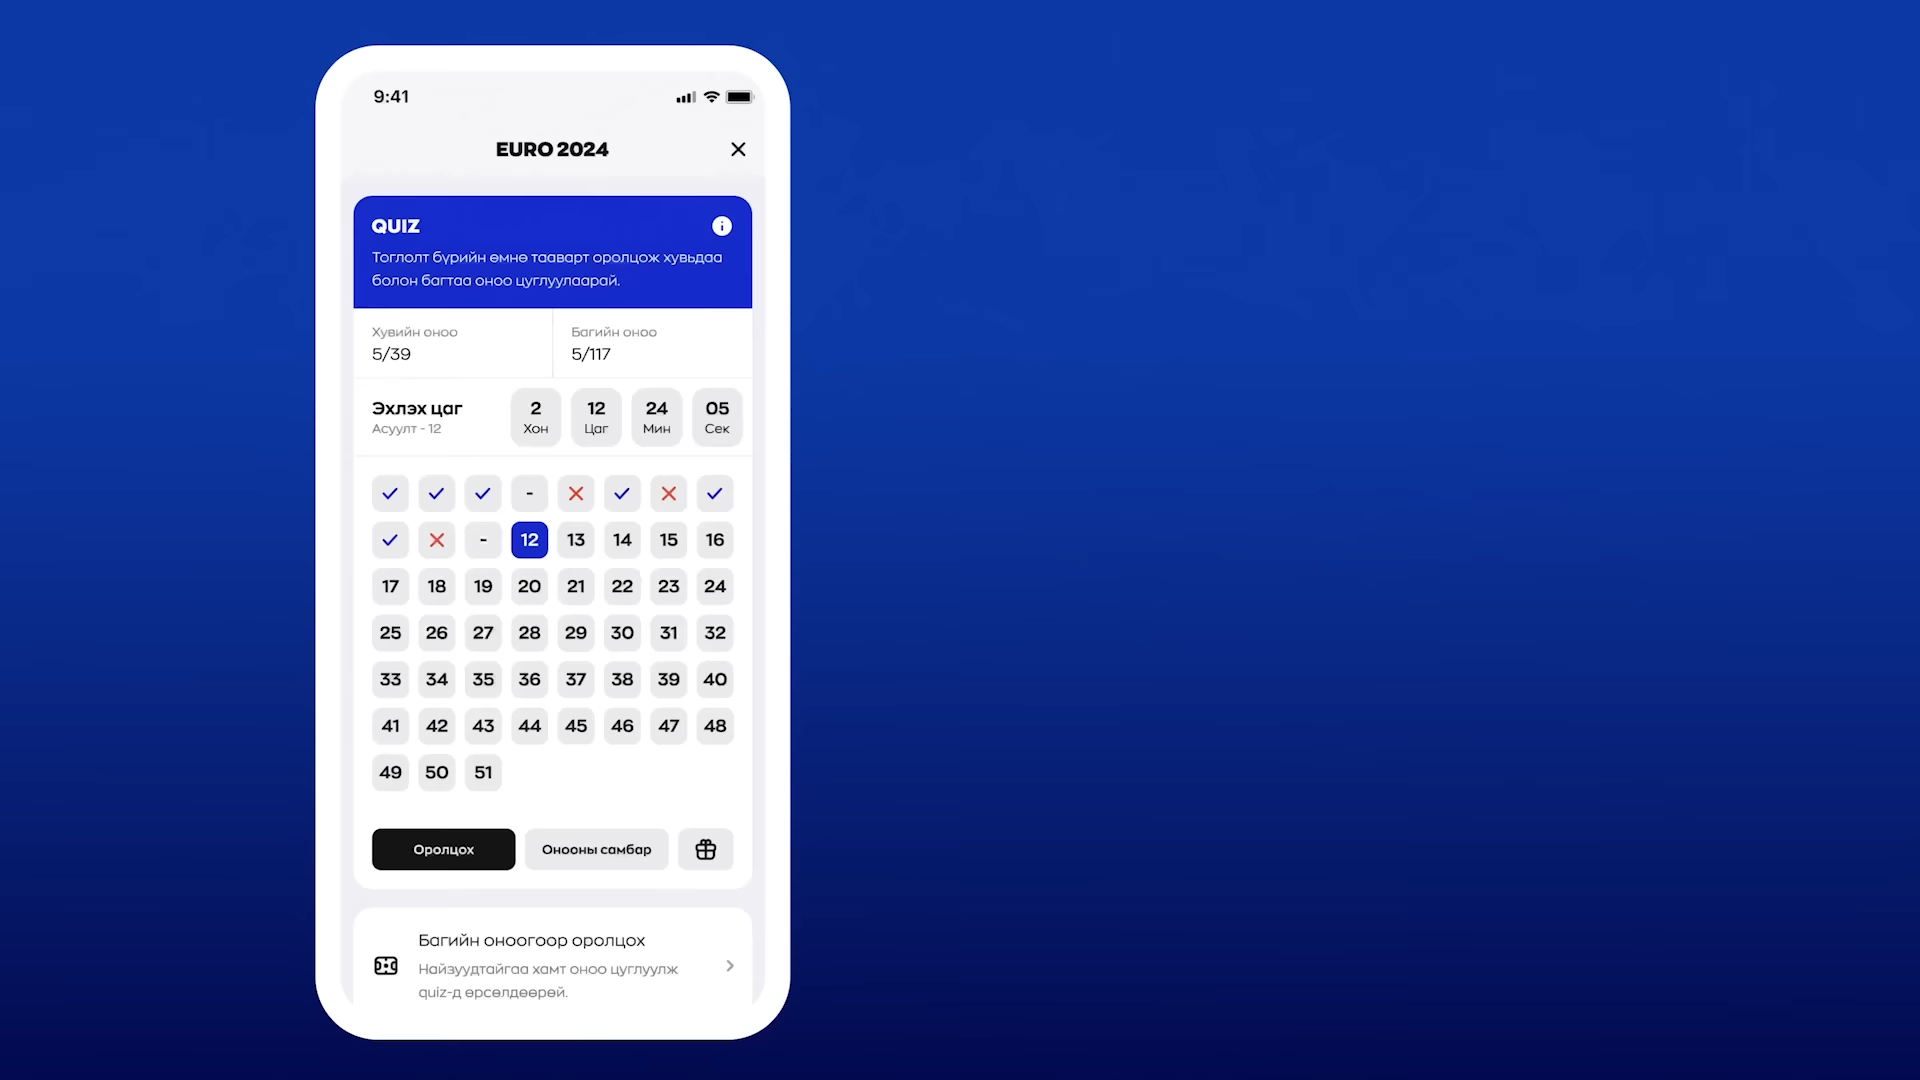 9:41
EURO 2024
QUIZ
Тоглолт бүрийн өмнө тааварт оролцож хувьдаа
болон багтаа оноо цуглуулаарай.
Хувийн оноо Багийн оноо
5/39 5/117
Эхлэх цаг
Асуулт - 12
2 12 24 05
Хон Цаг Мин Сек
-
- 12 13 14 15 16
17 18 19 20 21 22 23 24
25 26 27 28 29 30 31 32
33 34 35 36 37 38 39 40
41 42 43 44 45 46 47 48
49 50 51
Оролцох Онооны самбар
Багийн оноогоор оролцох
Найзуудтайгаа хамт оноо цуглуулж
quiz-д өрсөлдөөрөй.